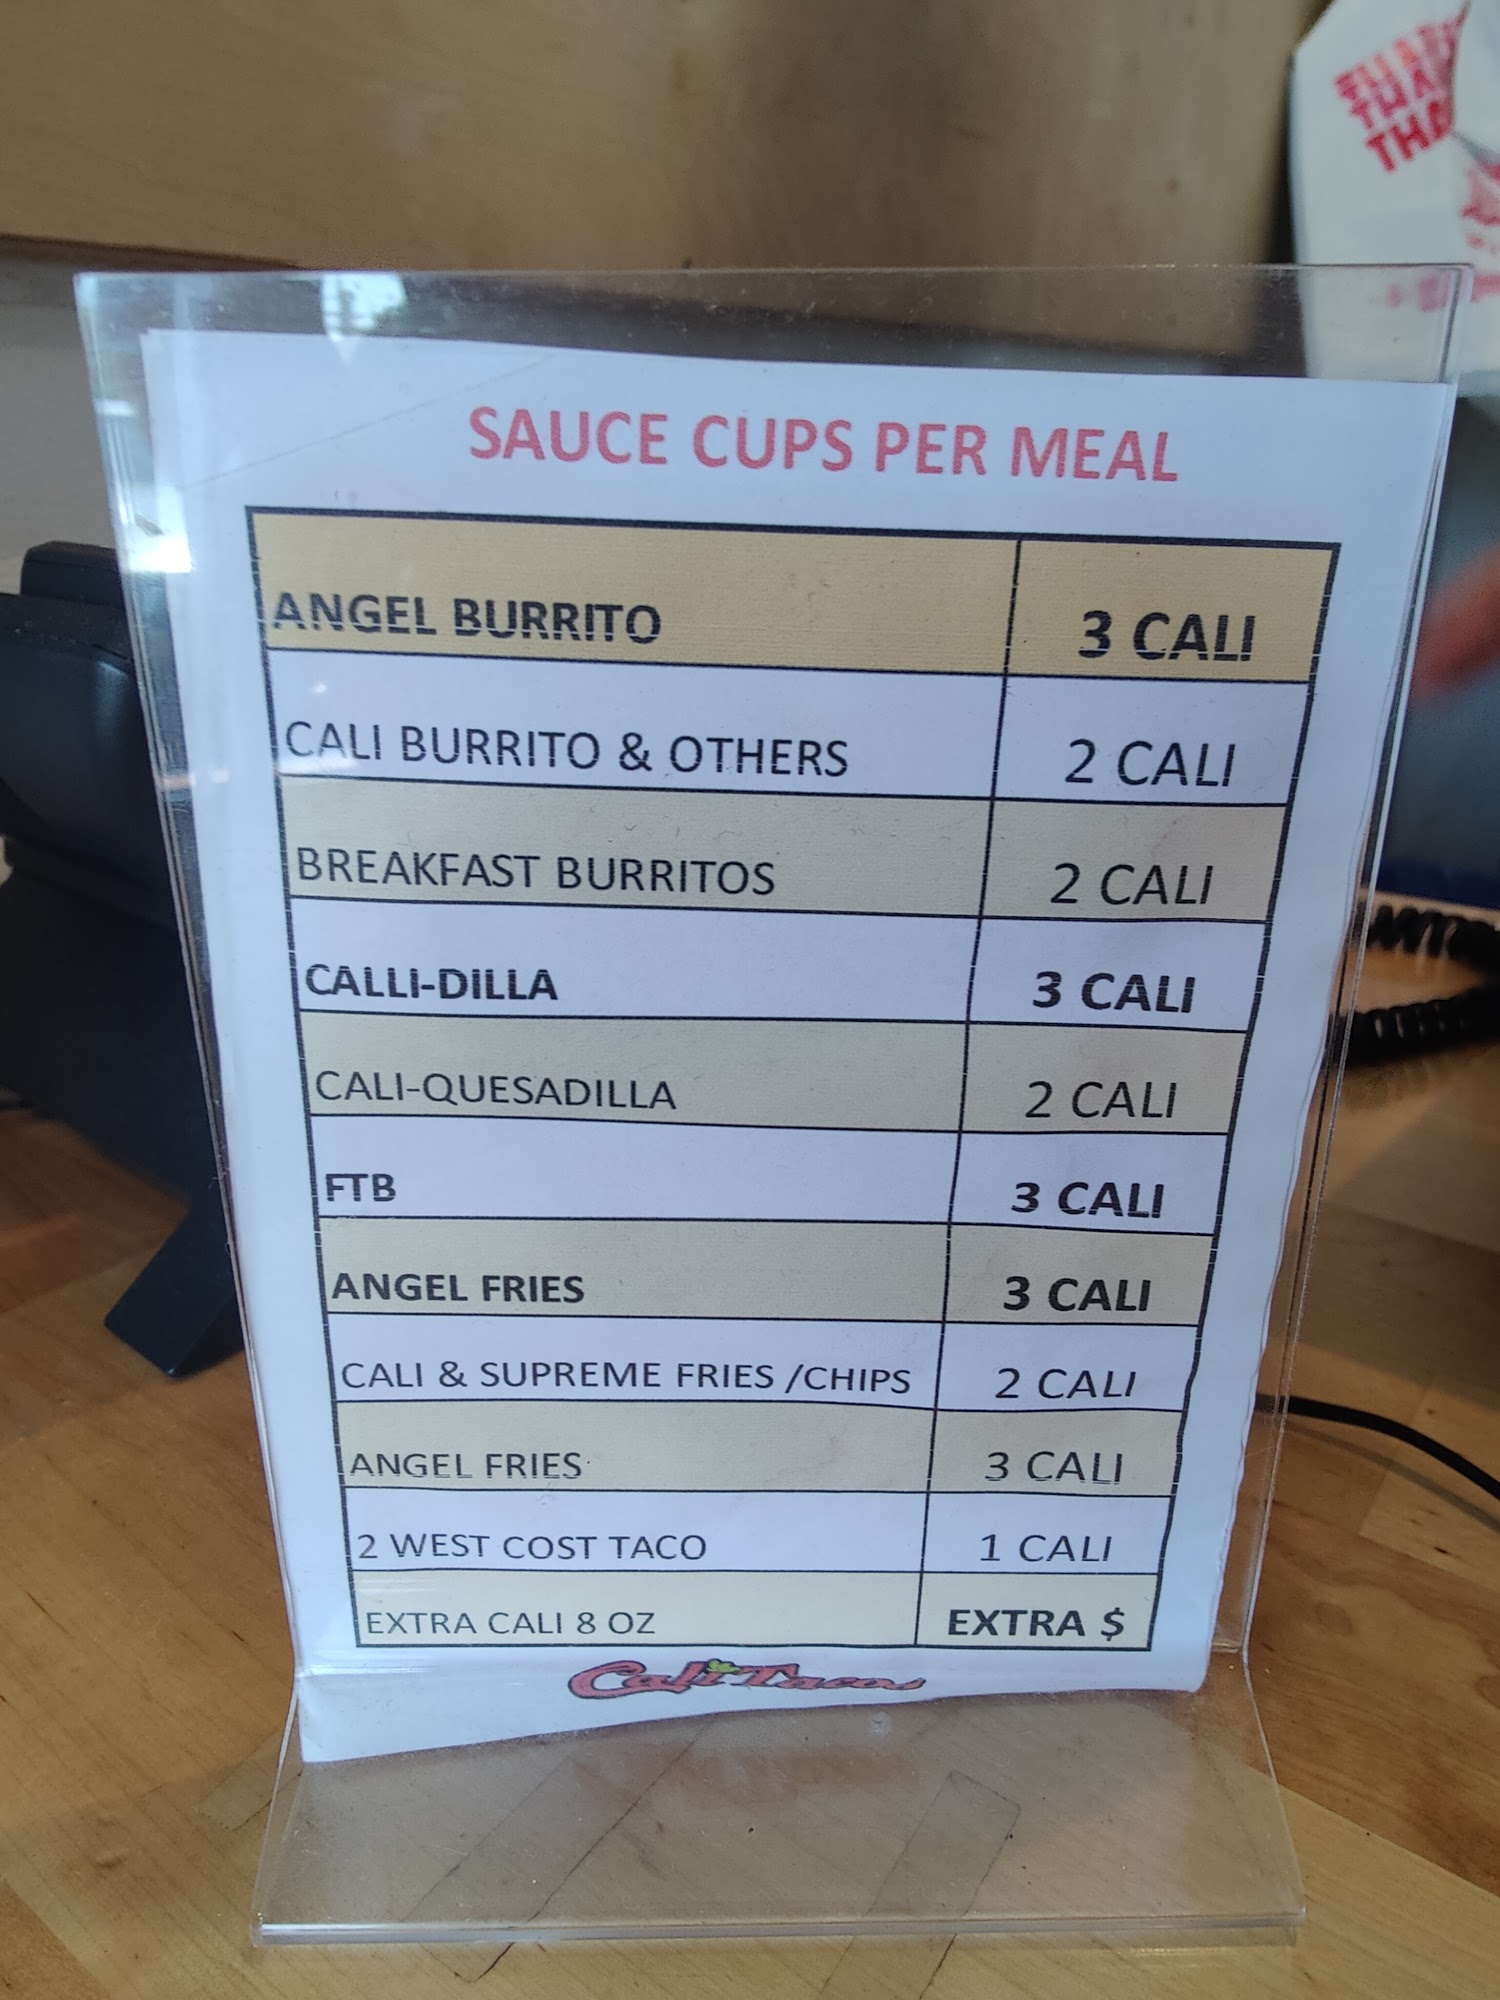 THA
SAUCE CUPS PER MEAL
ANGEL BURRITO 3 CALI
CALI BURRITO & OTHERS 2 CALI
BREAKFAST BURRITOS 2 CALI
CALLI-DILLA 3 CALI
CALI-QUESADILLA 2 CALI
FTB 3 CALI
ANGEL FRIES 3 CALI
CALI & SUPREME FRIES /CHIPS 2 CALI
ANGEL FRIES 3 CALI
2 WEST COST TACO 1 CALI
EXTRA CALI 8 OZ EXTRA $
Cali Tacos